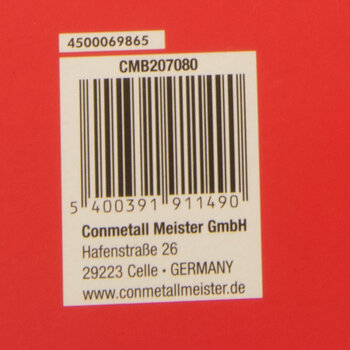 4500069865
CMB207080
5 400391 911490
Conmetall Meister GmbH
Hafenstraße 26
29223 Celle · GERMANY
www.conmetallmeister.de